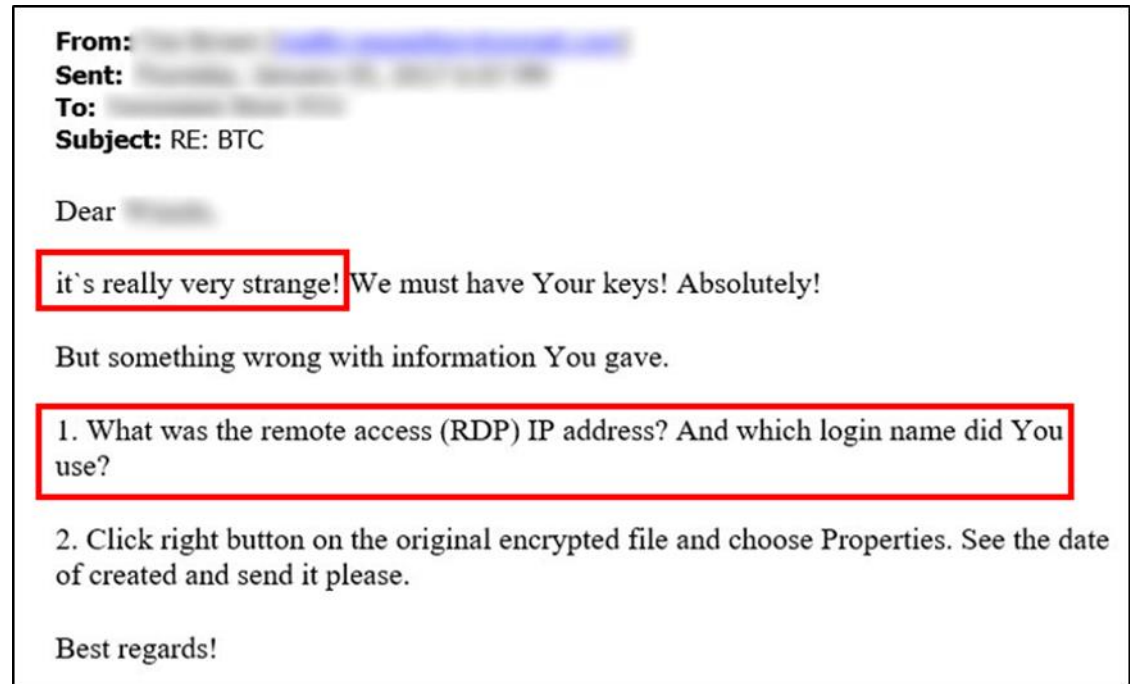 From:
Sent:
To:
Subject: RE: BTC
Dear
it`s really very strange! We must have Your keys! Absolutely!
But something wrong with information You gave.
1. What was the remote access (RDP) IP address? And which login name did You
use?
2. Click right button on the original encrypted file and choose Properties. See the date
of created and send it please.
Best regards!